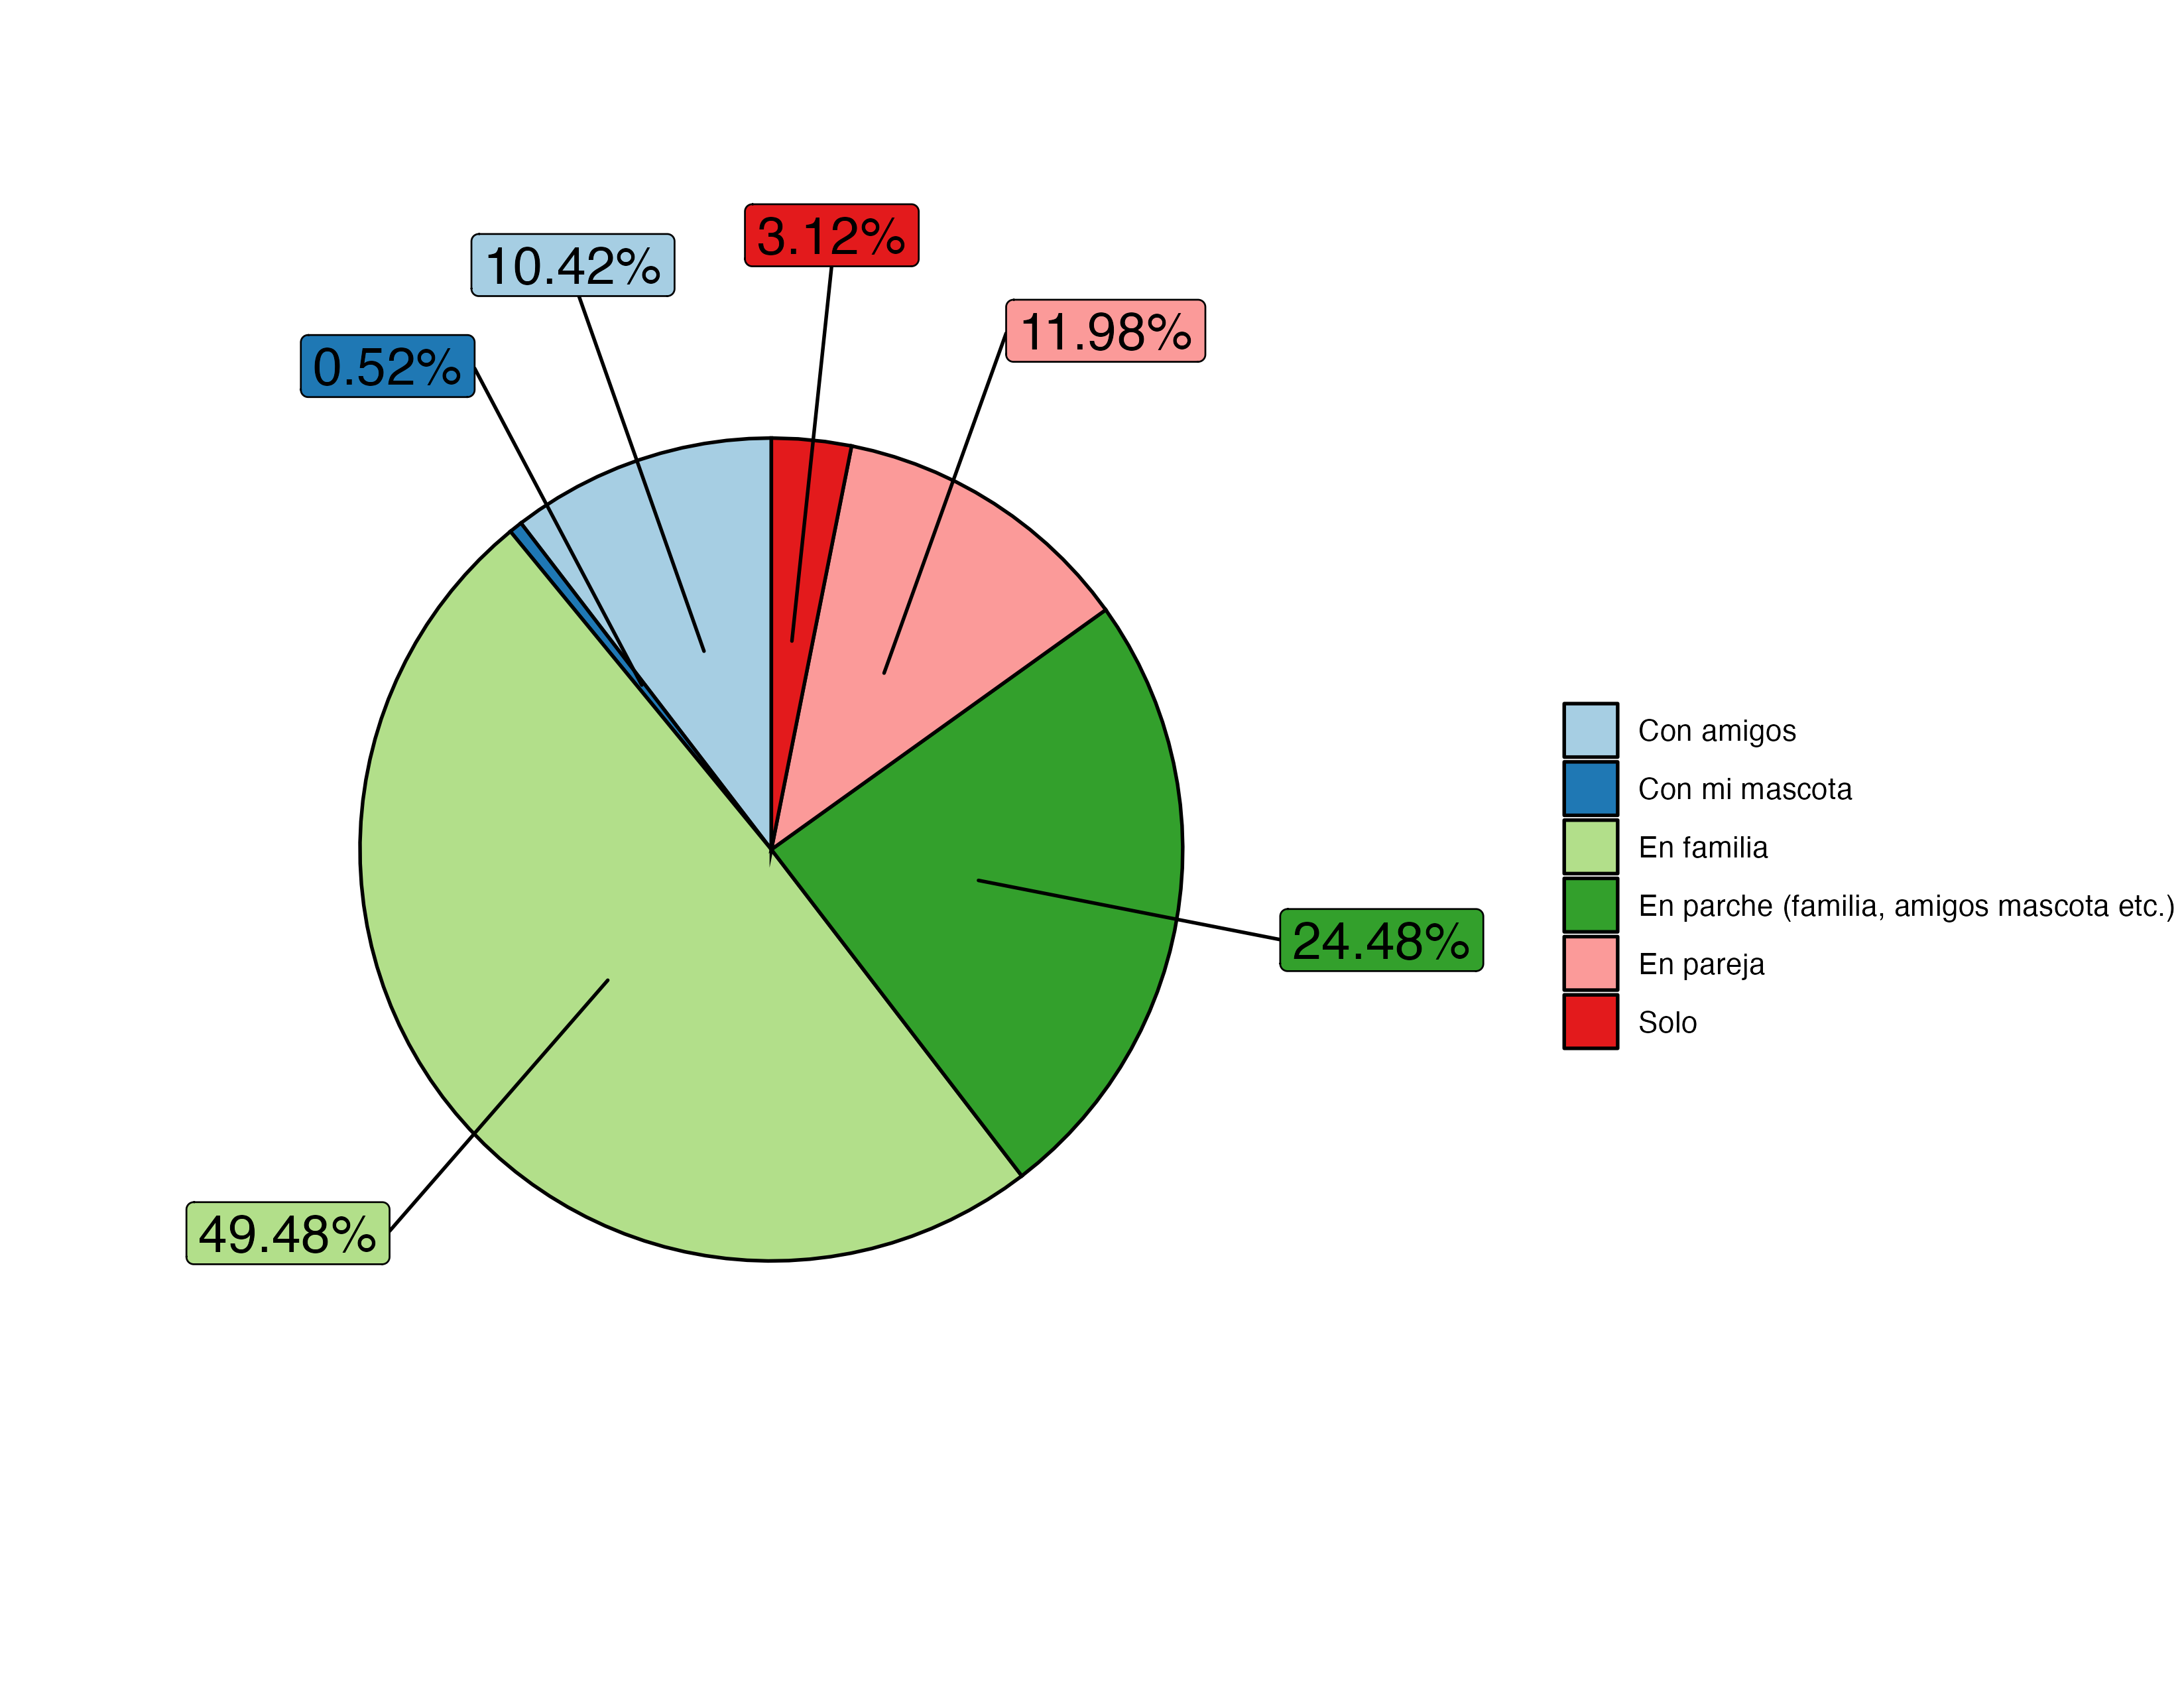 3.12%
10.42%
11.98%
0.52%
24.48%
49.48%
Con amigos
Con mi mascota
En familia
En parche (familia, amigos mascota etc.)
En pareja
Solo